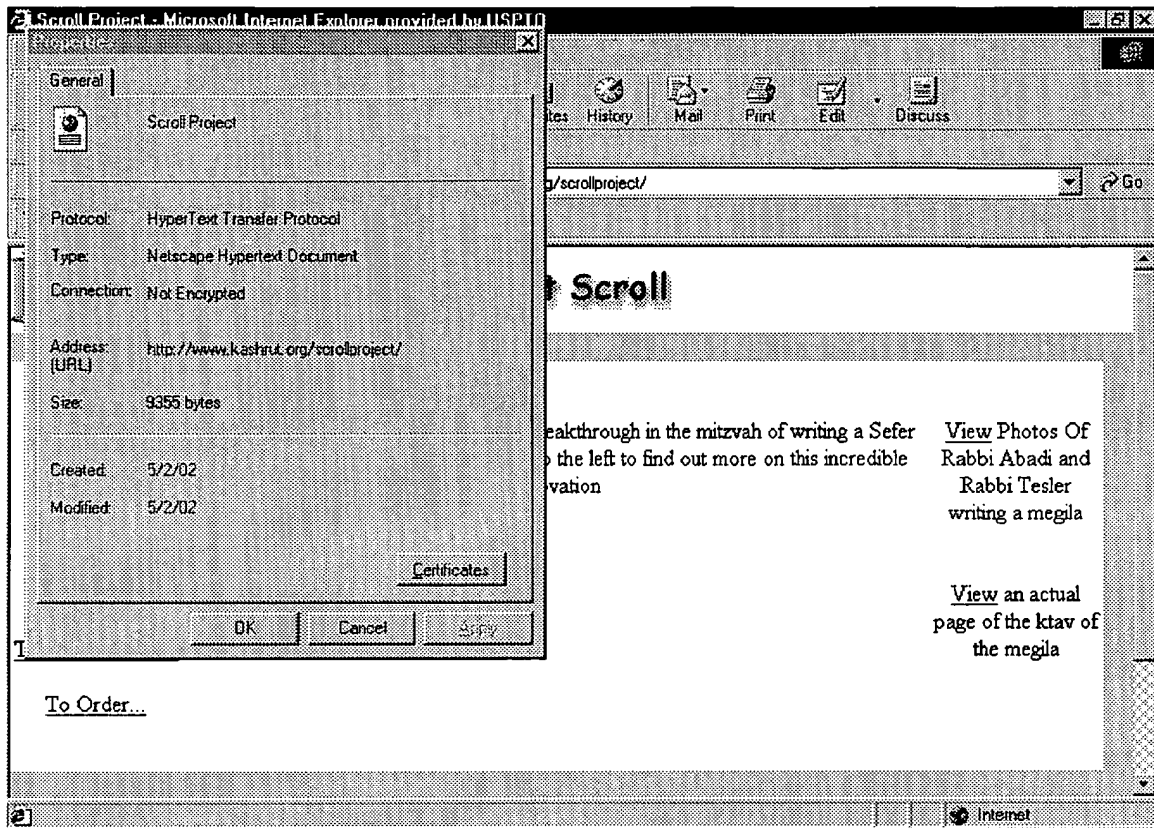 Scroll Project - Microsoft Internet Explorer provided by USPTO
Properties
General
Scroll Project
Protocol: HyperText Transfer Protocol
Type: Netscape Hypertext Document
Connection: Not Encrypted
Address: http://www.kashrut.org/scrollproject/
(URL)
Size: 9355 bytes
Created: 5/2/02
Modified: 5/2/02
Certificates
OK Cancel Apply
History Mail Print Edit Discuss
g/scrollproject/ Go
Scroll
eakthrough in the mitzvah of writing a Sefer
the left to find out more on this incredible
vation
View Photos Of
Rabbi Abadi and
Rabbi Tesler
writing a megila
View an actual
page of the ktav of
the megila
To Order...
Internet